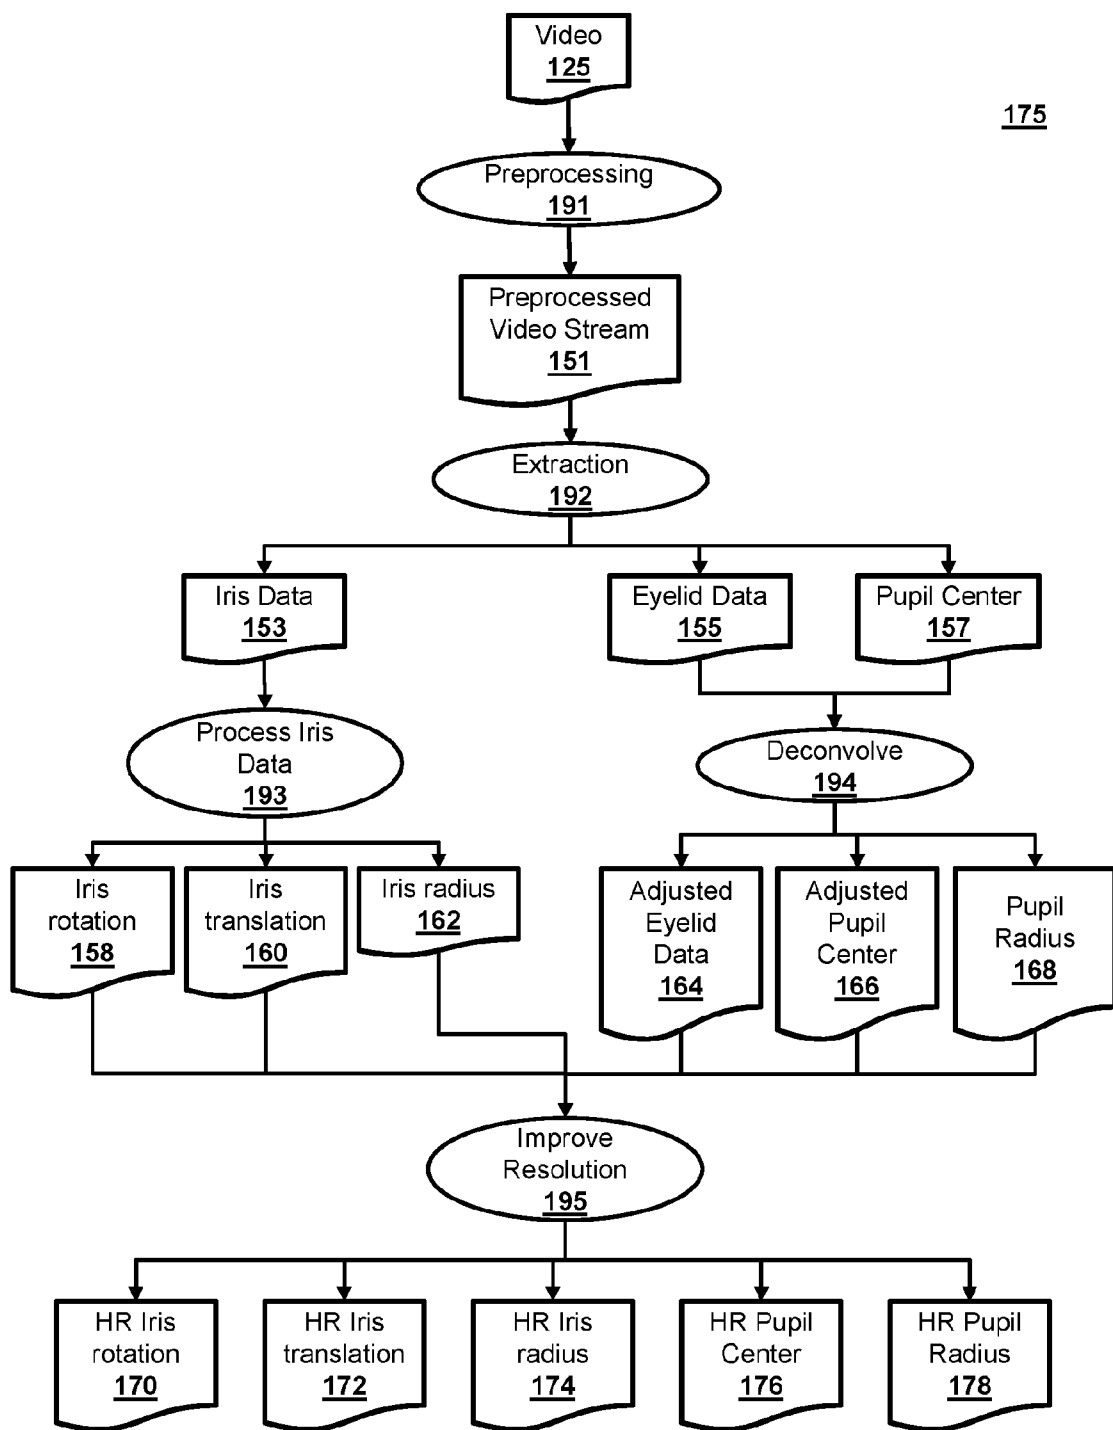 Video
125
175
Preprocessing
191
Preprocessed
Video Stream
151
Extraction
192
Iris Data
153
Eyelid Data
155
Pupil Center
157
Process Iris
Data
193
Deconvolve
194
Iris
rotation
158
Iris
translation
160
Iris radius
162
Adjusted
Eyelid
Data
164
Adjusted
Pupil
Center
166
Pupil
Radius
168
Improve
Resolution
195
HR Iris
rotation
170
HR Iris
translation
172
HR Iris
radius
174
HR Pupil
Center
176
HR Pupil
Radius
178